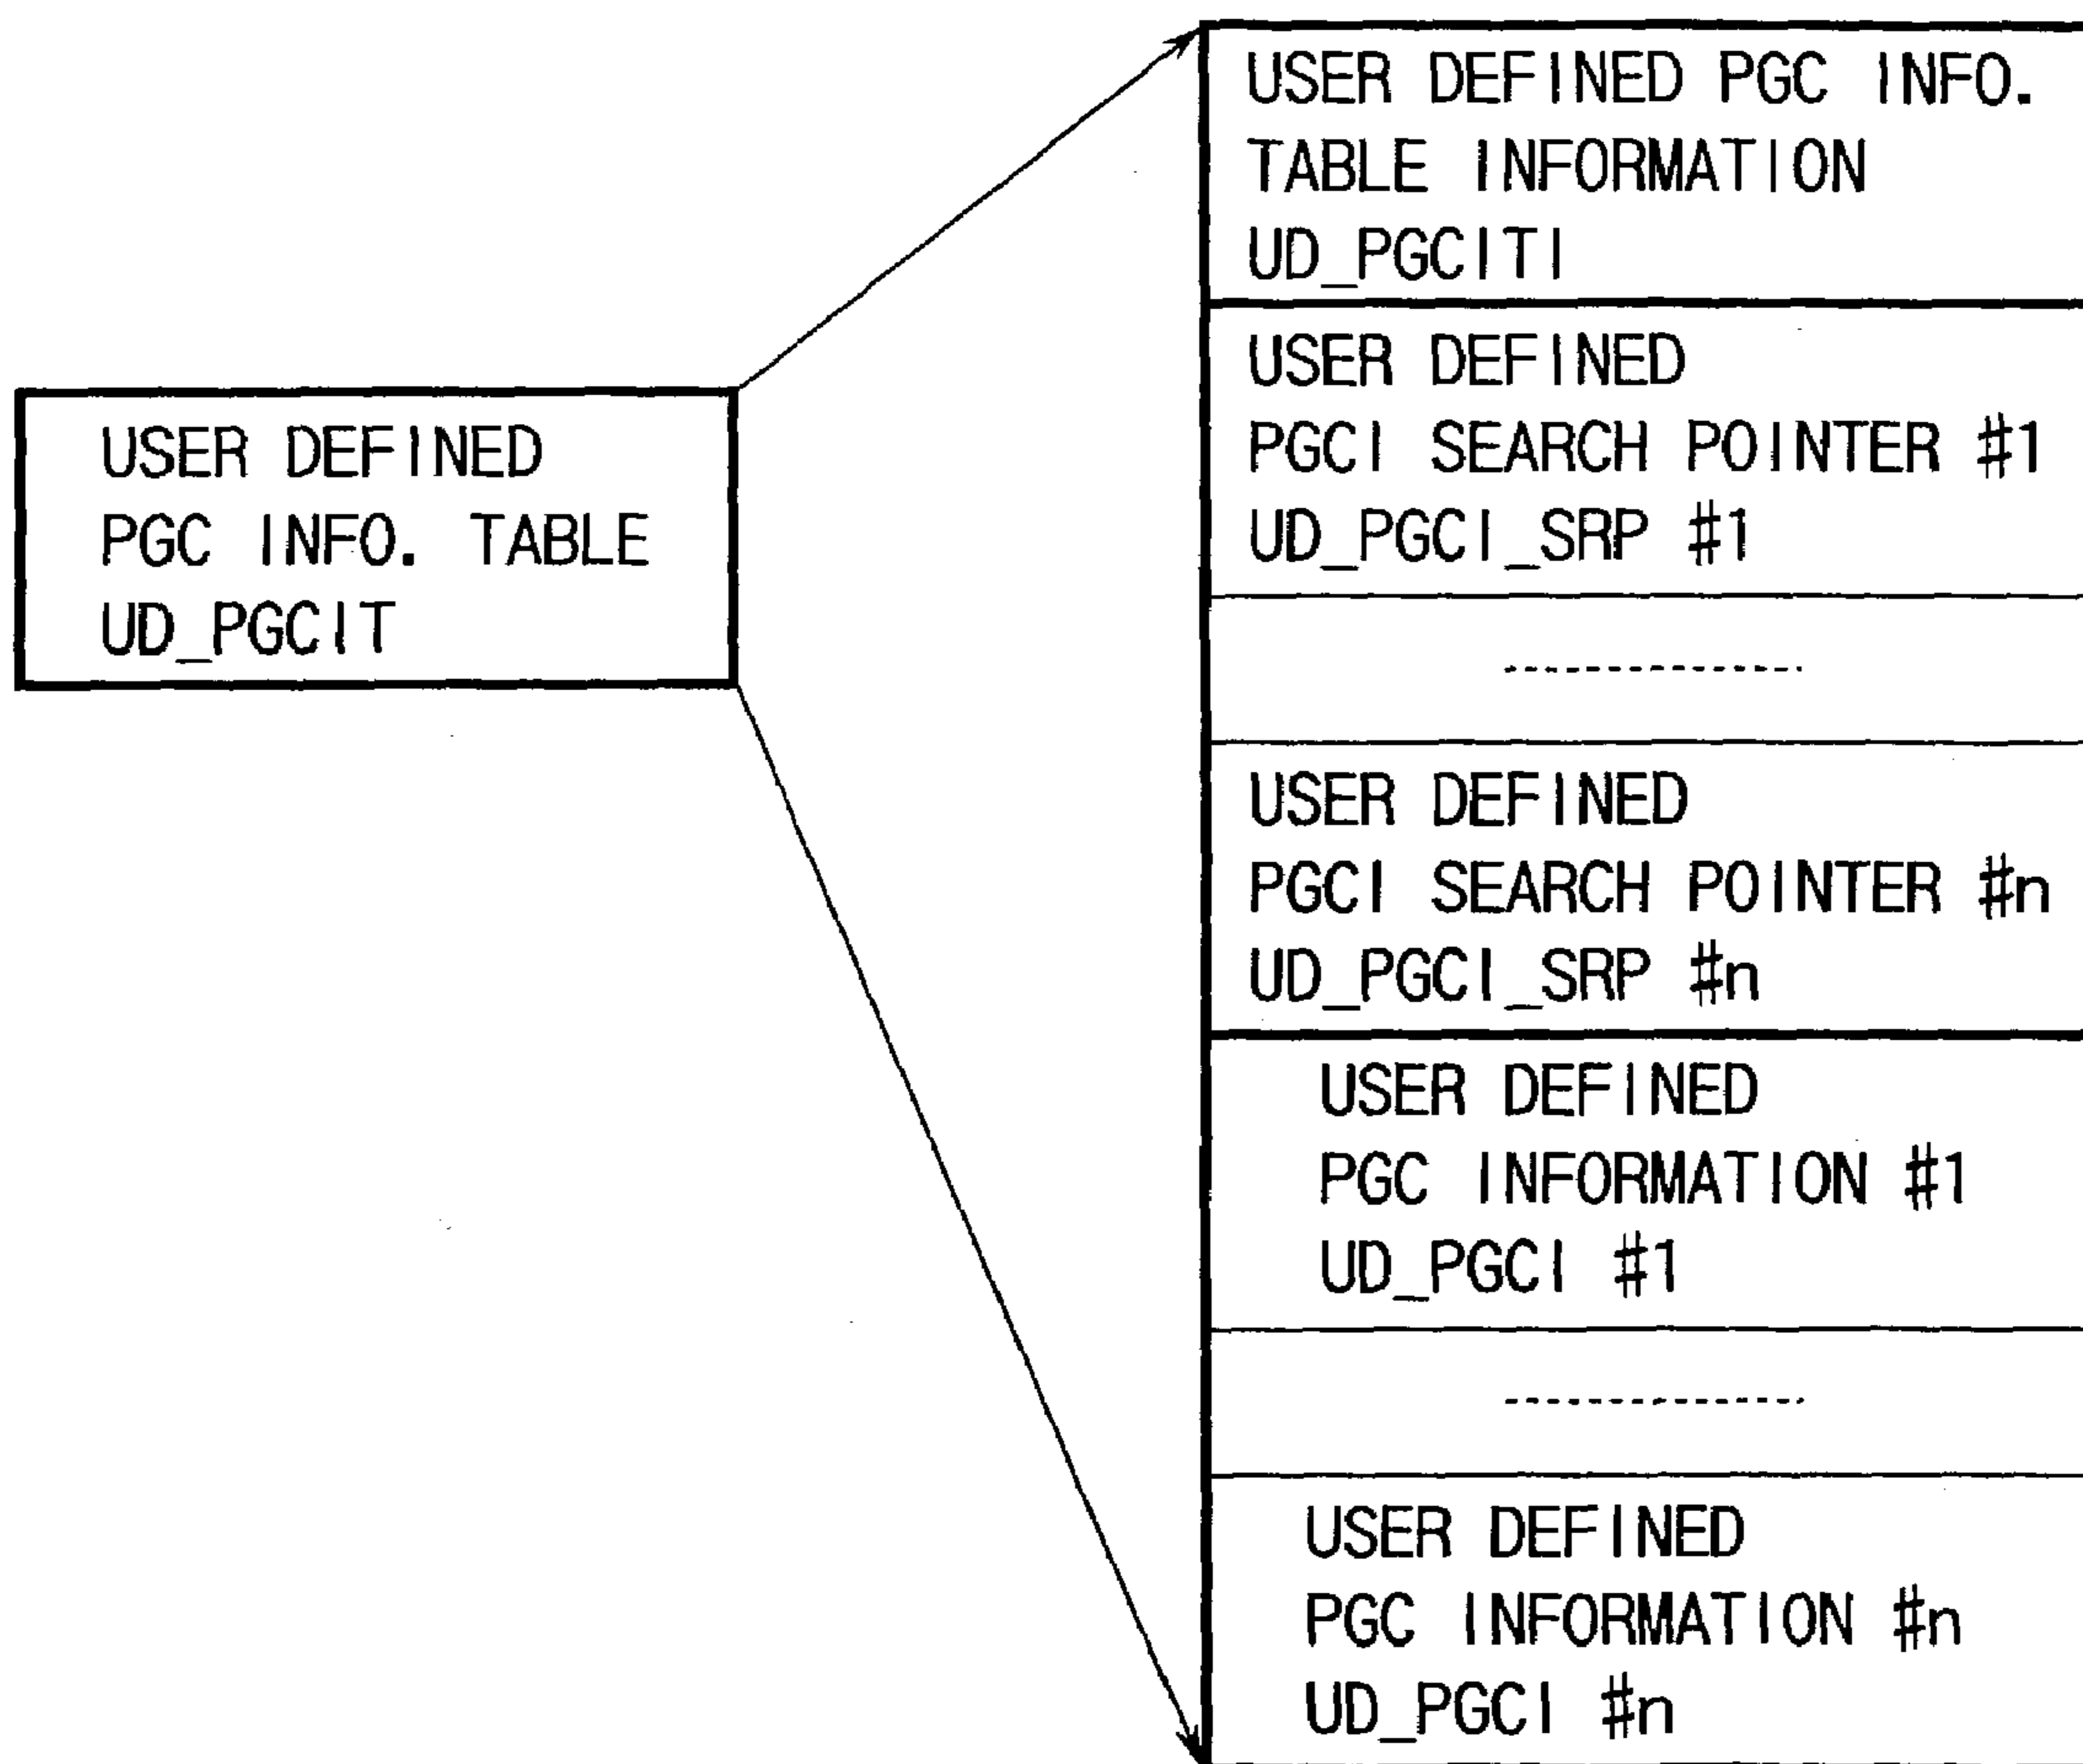 USER DEFINED
PGC INFO. TABLE
UD_PGCIT
USER DEFINED PGC INFO.
TABLE INFORMATION
UD_PGCITI
USER DEFINED
PGCI SEARCH POINTER #1
UD_PGCI_SRP #1
USER DEFINED
PGCI SEARCH POINTER #n
UD_PGCI_SRP #n
USER DEFINED
PGC INFORMATION #1
UD_PGCI #1
USER DEFINED
PGC INFORMATION #n
UD_PGCI #n